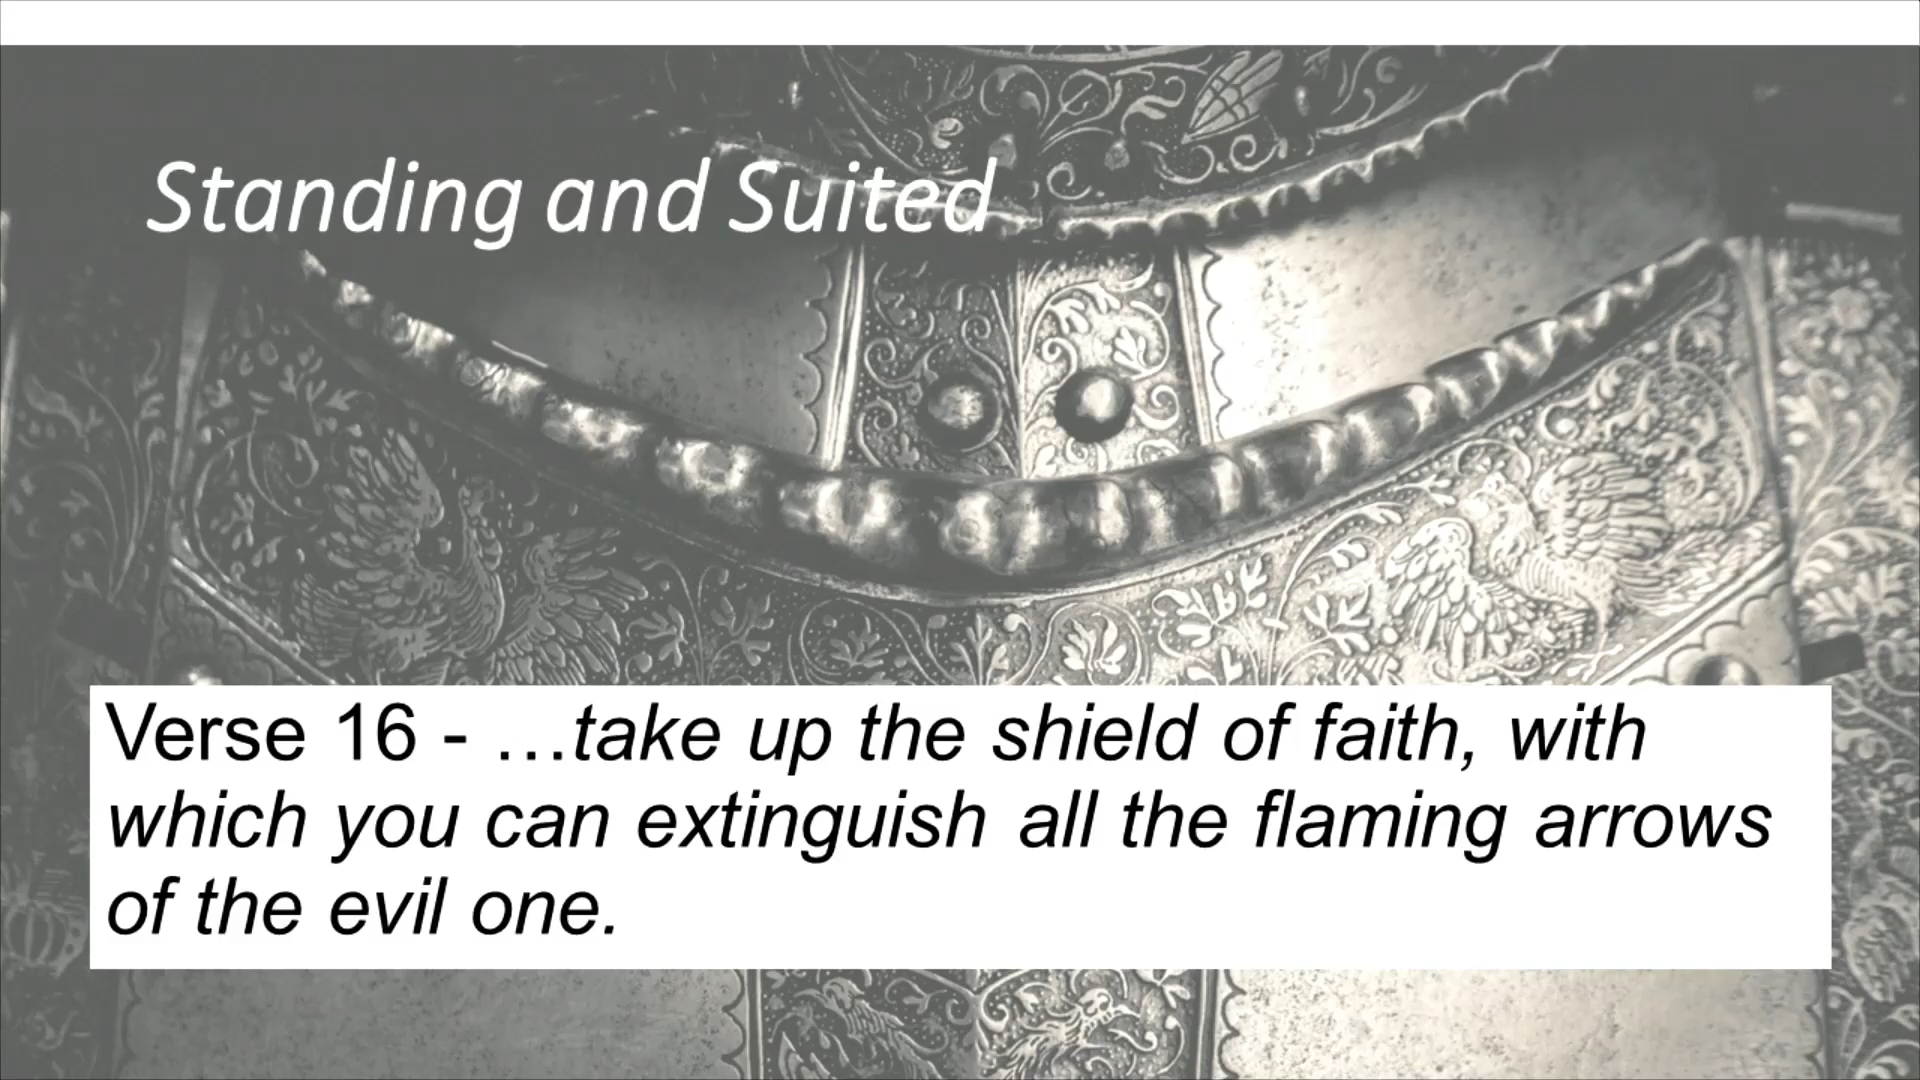 Standing and Suited
Verse 16 - …take up the shield of faith, with
which you can extinguish all the flaming arrows
of the evil one.